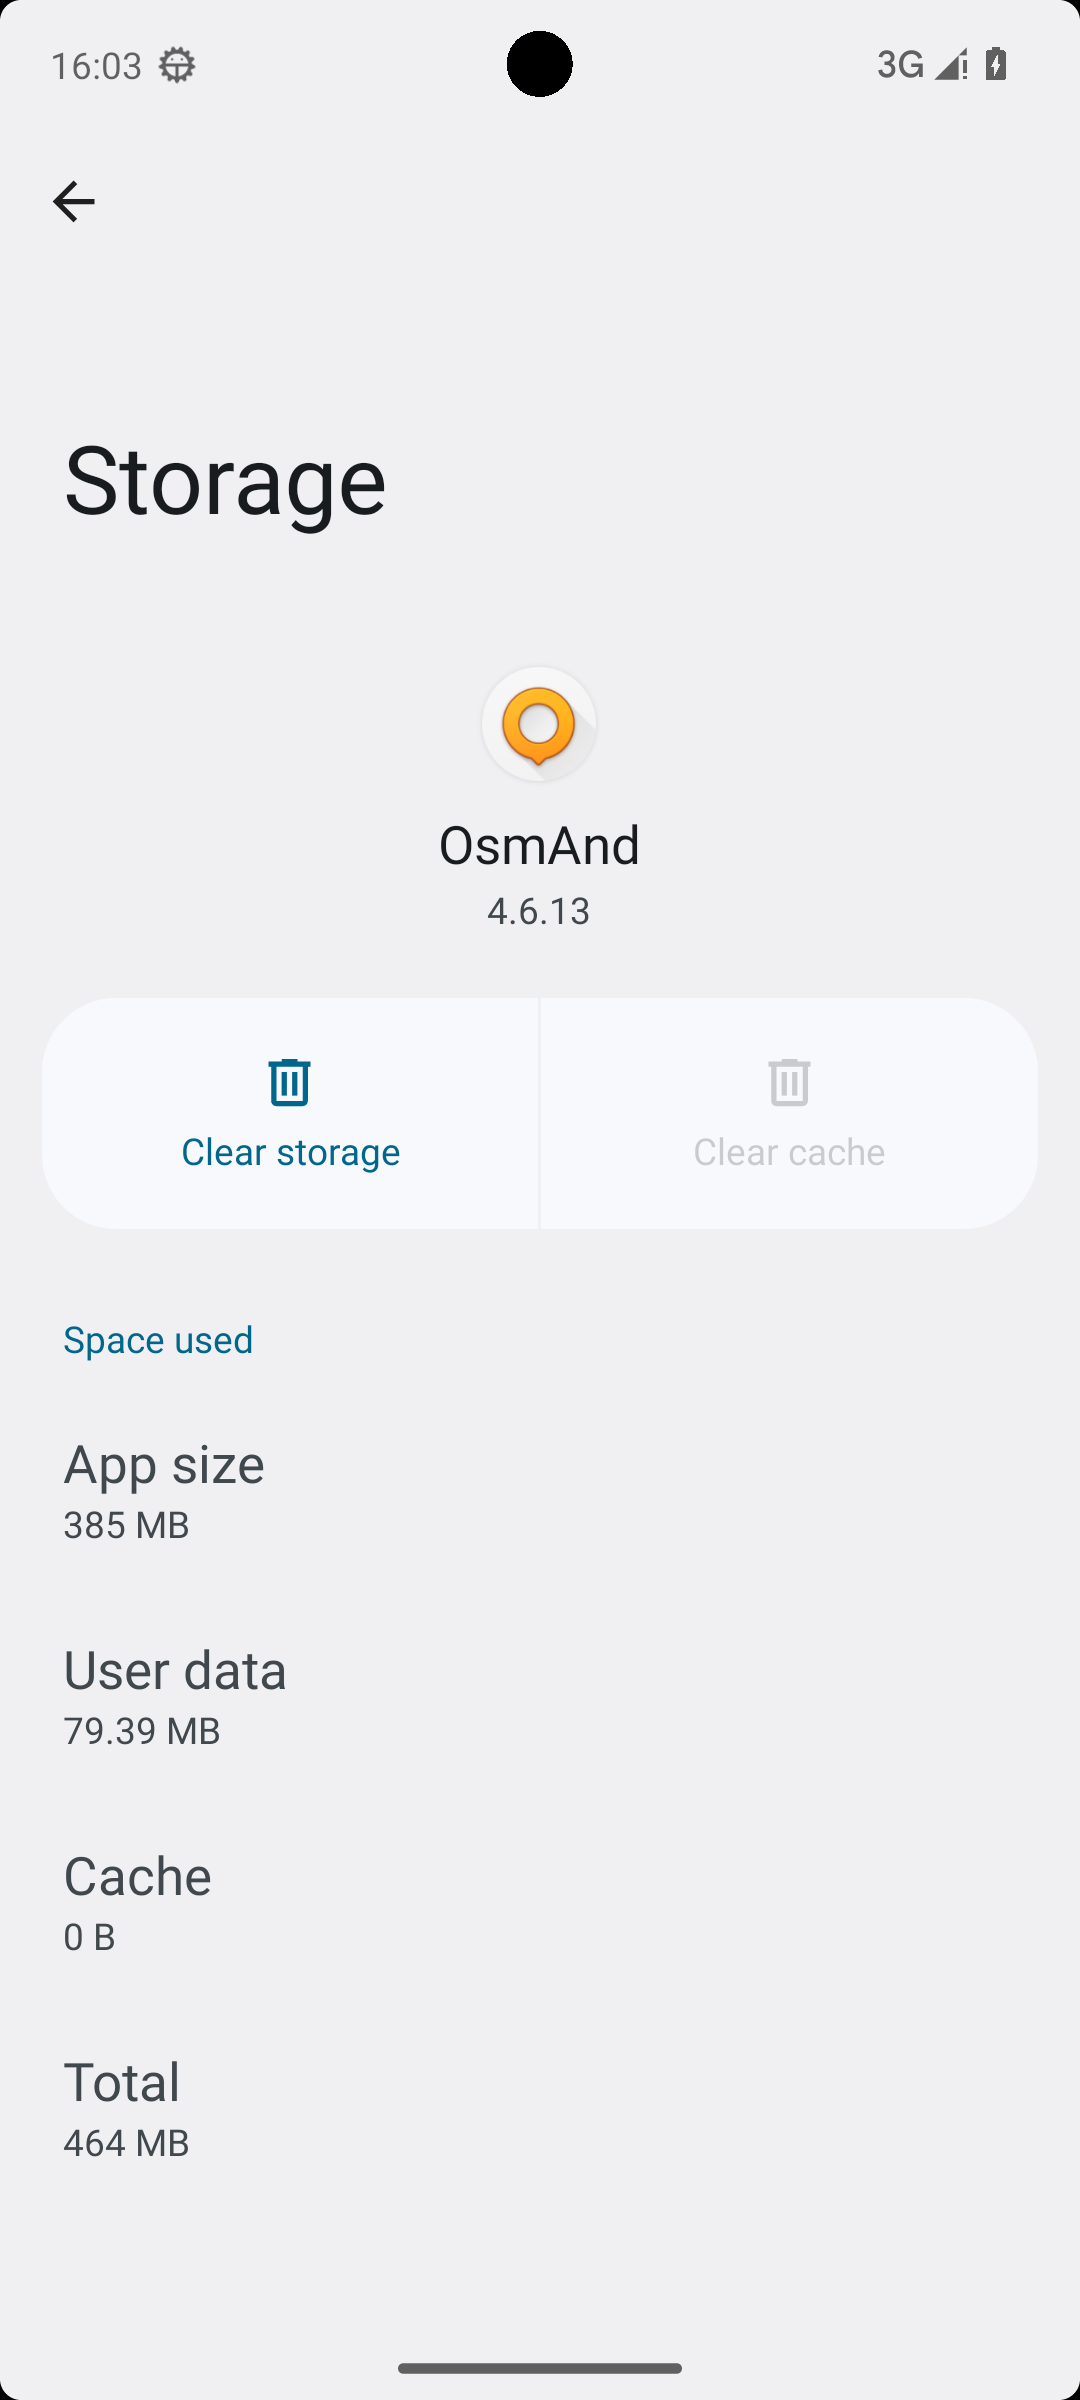 16:03
3G
Storage
OsmAnd
4.6.13
Clear storage
Clear cache
Space used
App size
385 MB
User data
79.39 MB
Cache
0 B
Total
464 MB